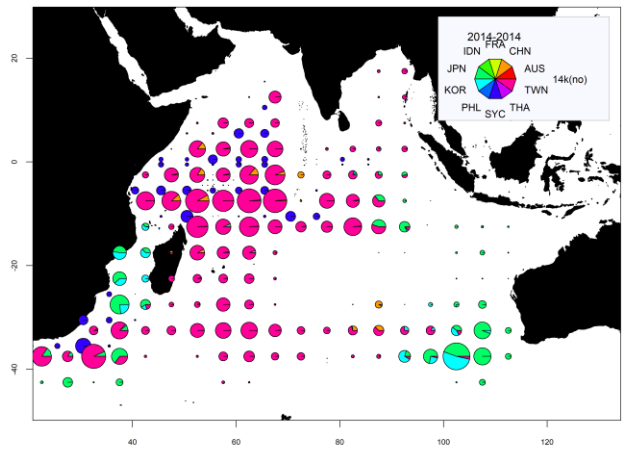 2014-2014
FRA
IDN CHN
JPN AUS
14k(no)
KOR TWN
PHL THA
SYC
20
0
-20
-40
40 60 80 100 120